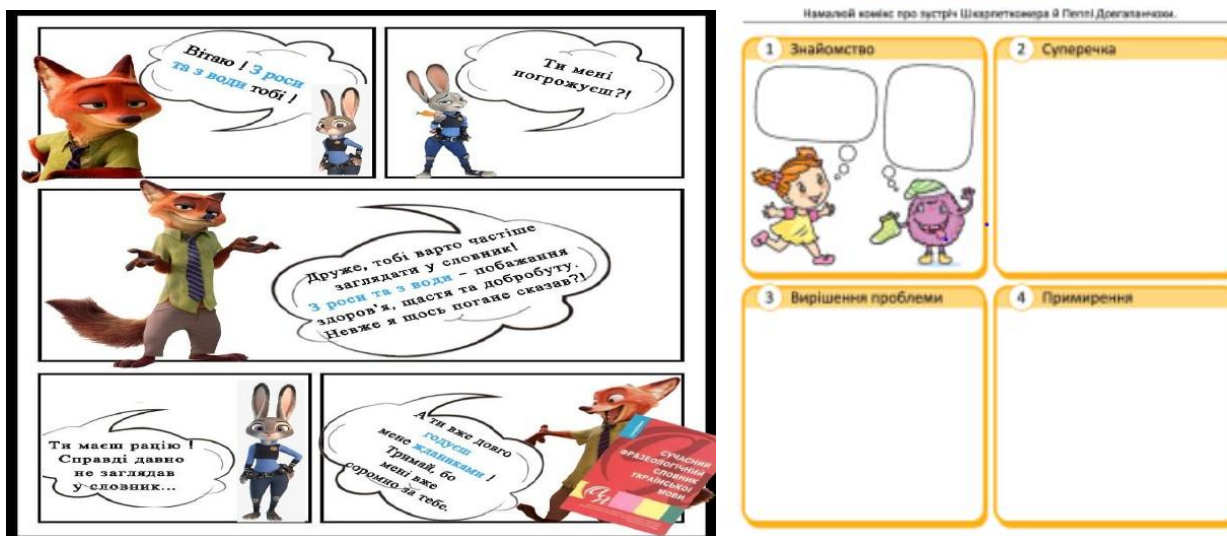 Вітаю ! З роси
та з води тобі !
Ти мені
погрожуєш?!
Друже, тобі варто частіше
заглядати у словник!
З роси та з води – побажання
здоров'я, щастя та добробуту.
Невже я щось погане сказав?!
Ти маєш рацію !
Справді давно
не заглядав
у словник...
А ти вже довго
годуєш
мене жданиками !
Тримай, бо
мені вже
соромно за тебе.
СУЧАСНИЙ
ФРАЗЕОЛОГІЧНИЙ
СЛОВНИК
УКРАЇНСЬКОЇ
МОВИ
Намалюй комікс про зустріч Шкарпеткожера й Пеппі Довгапанчохи.
1 Знайомство
2 Суперечка
3 Вирішення проблеми
4 Примирення